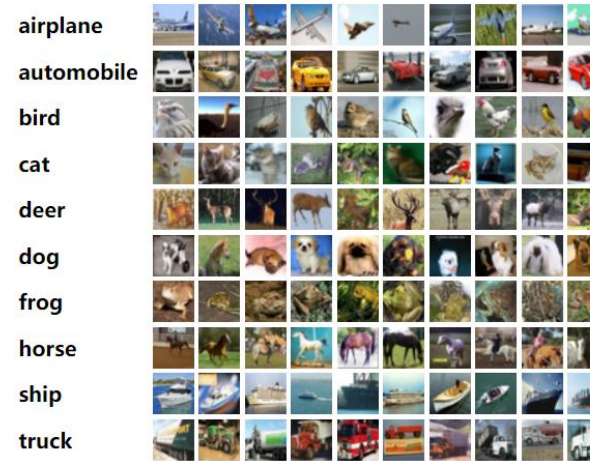 airplane
automobile
bird
cat
deer
dog
frog
horse
ship
truck